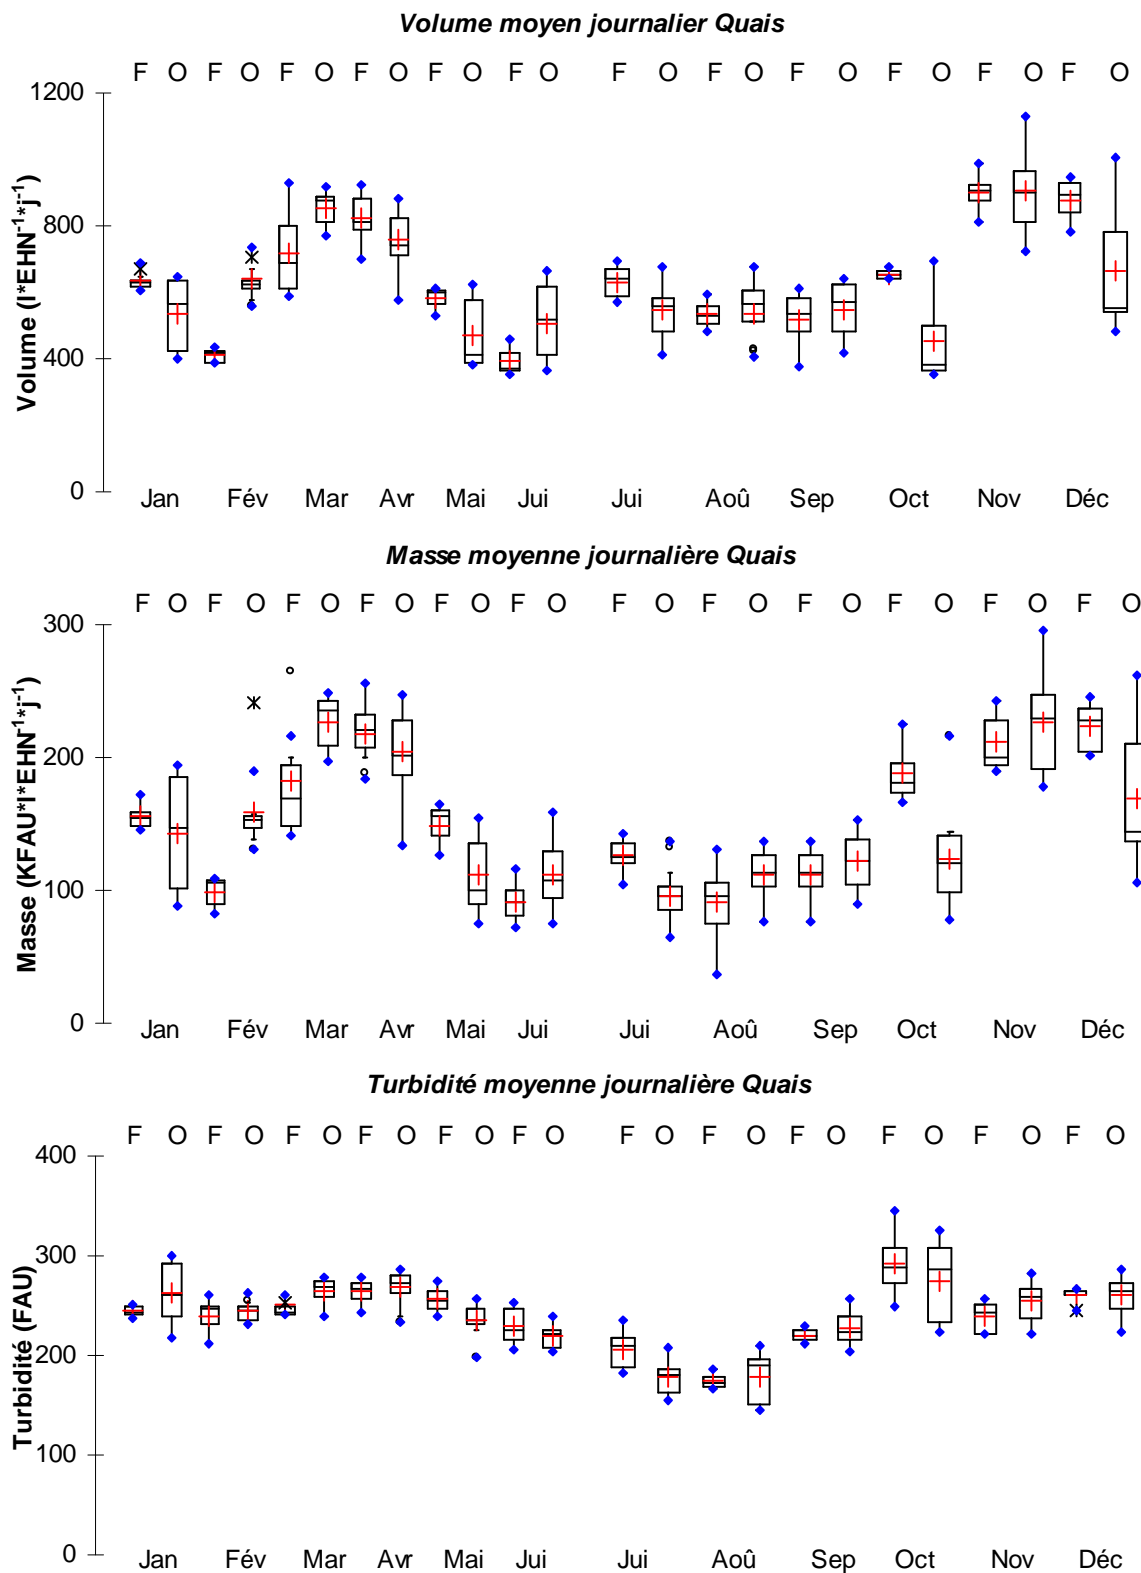 Volume moyen journalier Quais
F O F O F O F O F O F O F O F O F O F O F O F O
1200
800
400
0
Volume (l*EHN⁻¹*j⁻¹)
Jan Fév Mar Avr Mai Jui Jui Aoû Sep Oct Nov Déc
Masse moyenne journalière Quais
F O F O F O F O F O F O F O F O F O F O F O F O
300
200
100
0
Masse (KFAU*l*EHN⁻¹*j⁻¹)
Jan Fév Mar Avr Mai Jui Jui Aoû Sep Oct Nov Déc
Turbidité moyenne journalière Quais
F O F O F O F O F O F O F O F O F O F O F O F O
400
300
200
100
0
Turbidité (FAU)
Jan Fév Mar Avr Mai Jui Jui Aoû Sep Oct Nov Déc